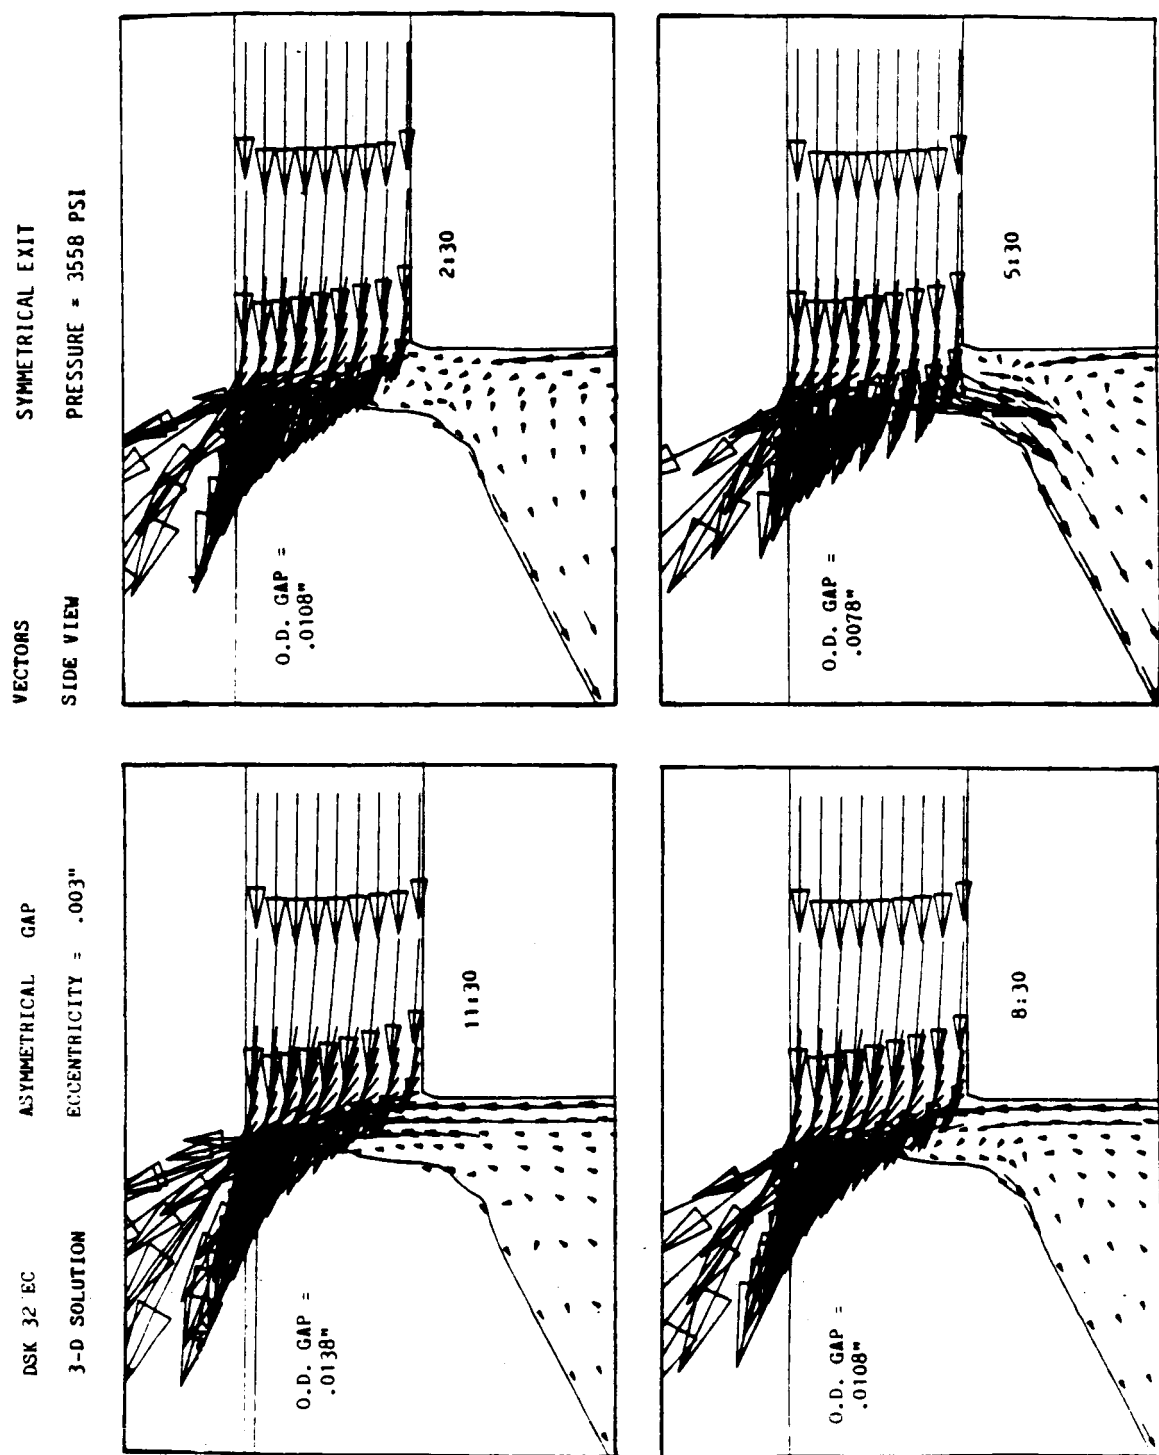 DSK 32 EC ASYMMETRICAL GAP VECTORS SYMMETRICAL EXIT
3-D SOLUTION ECCENTRICITY = .003" SIDE VIEW PRESSURE = 3558 PSI
O.D. GAP =
.0138"
11:30
O.D. GAP =
.0108"
2:30
O.D. GAP =
.0108"
8:30
O.D. GAP =
.0078"
5:30